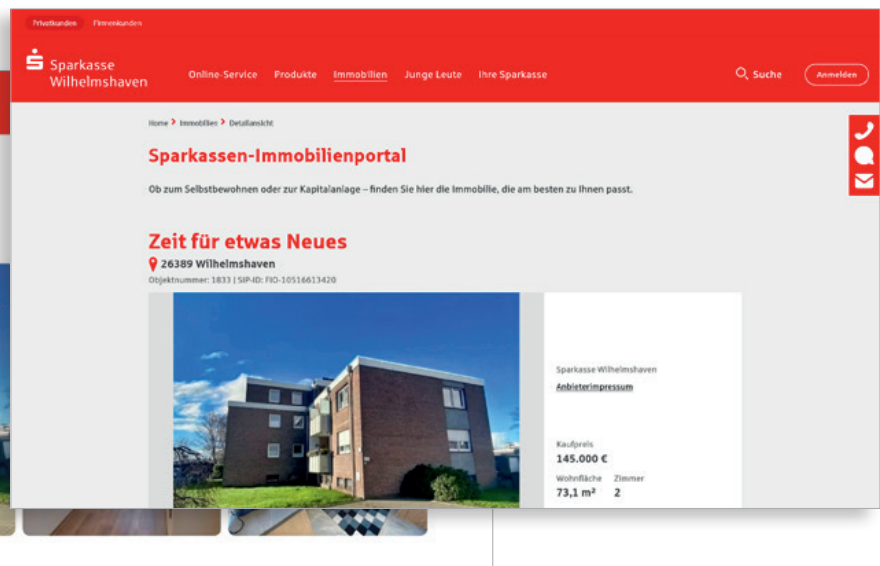 Privatkunden Firmenkunden
Sparkasse
Wilhelmshaven
Online-Service Produkte Immobilien Junge Leute Ihre Sparkasse
Suche Anmelden
Home > Immobilien > Detailansicht
Sparkassen-Immobilienportal
Ob zum Selbstbewohnen oder zur Kapitalanlage – finden Sie hier die Immobilie, die am besten zu Ihnen passt.
Zeit für etwas Neues
26389 Wilhelmshaven
Objektnummer: 1833 | SIP-ID: FIO-10516613420
Sparkasse Wilhelmshaven
Anbieterimpressum
Kaufpreis
145.000 €
Wohnfläche Zimmer
73,1 m² 2